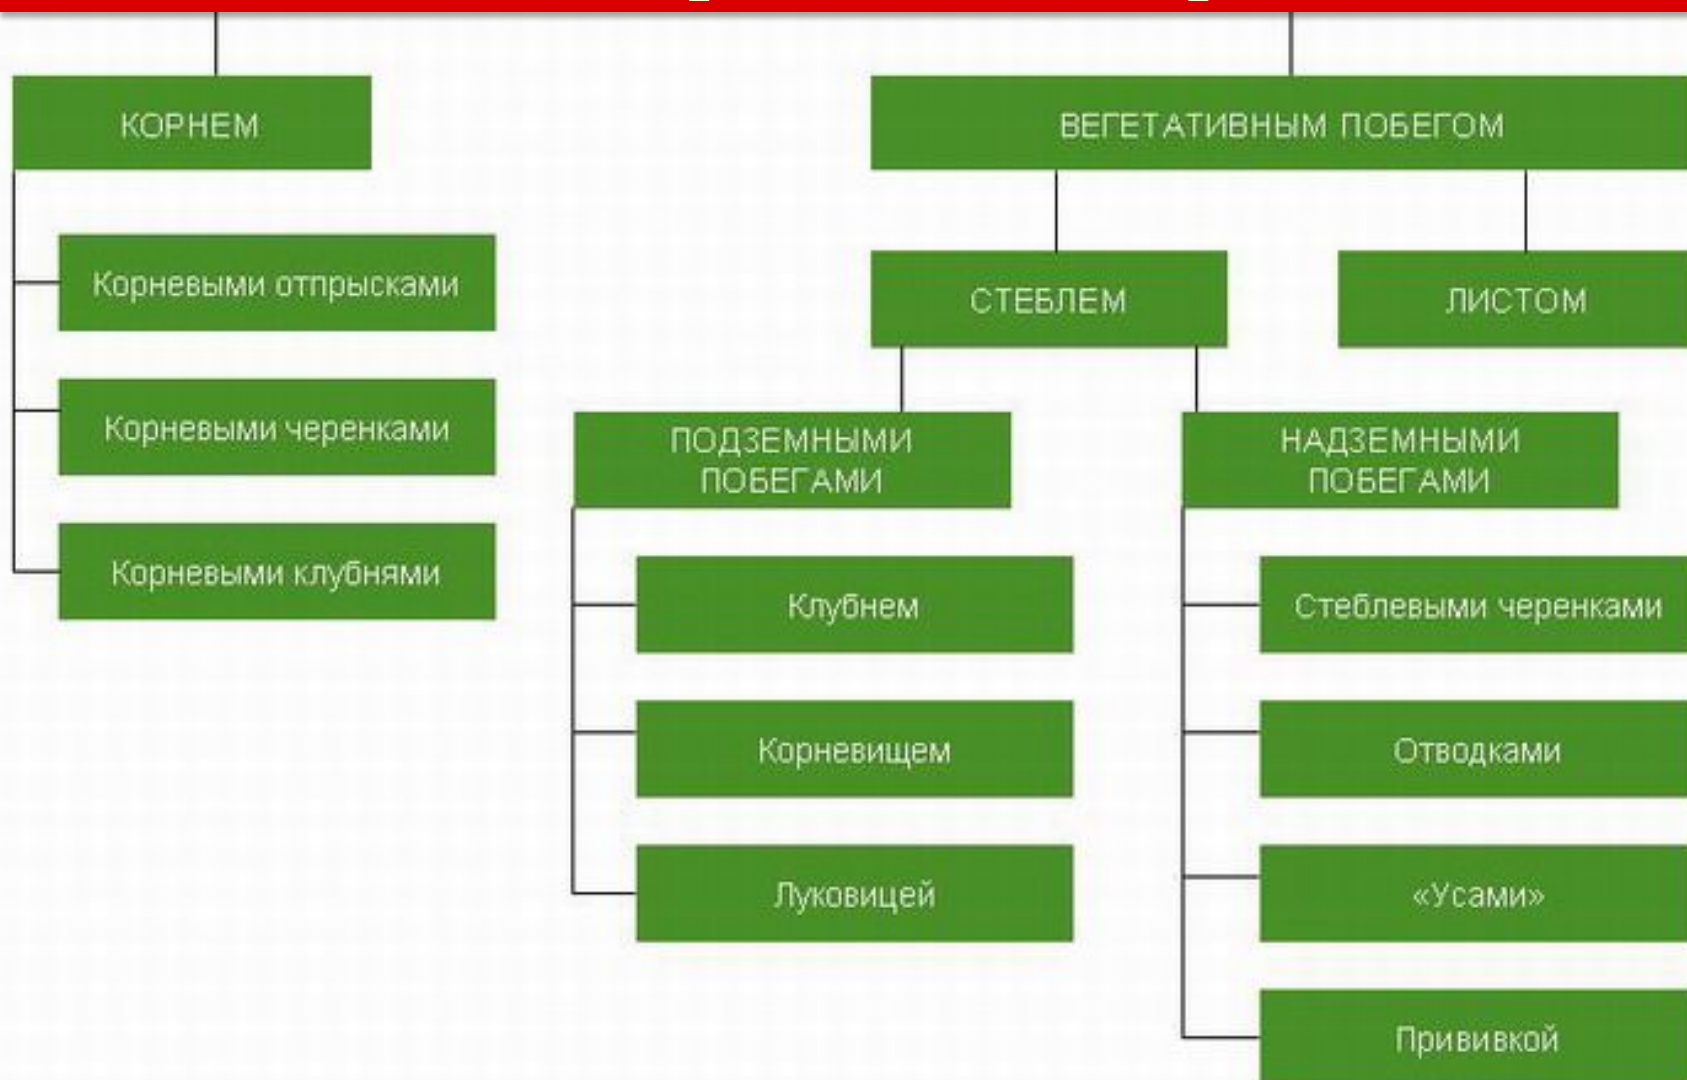 КОРНЕМ
ВЕГЕТАТИВНЫМ ПОБЕГОМ
Корневыми отпрысками
СТЕБЛЕМ
ЛИСТОМ
Корневыми черенками
ПОДЗЕМНЫМИ
ПОБЕГАМИ
НАДЗЕМНЫМИ
ПОБЕГАМИ
Корневыми клубнями
Клубнем
Стеблевыми черенками
Корневищем
Отводками
Луковицей
«Усами»
Прививкой